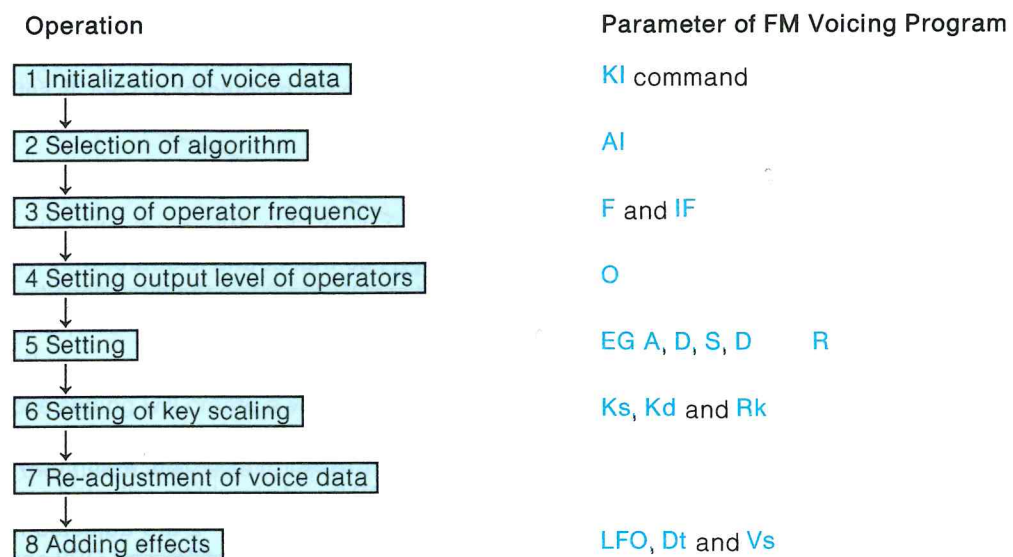 Operation Parameter of FM Voicing Program
1 Initialization of voice data KI command
2 Selection of algorithm Al
3 Setting of operator frequency F and IF
4 Setting output level of operators O
5 Setting EG A, D, S, D R
6 Setting of key scaling Ks, Kd and Rk
7 Re-adjustment of voice data
8 Adding effects LFO, Dt and Vs